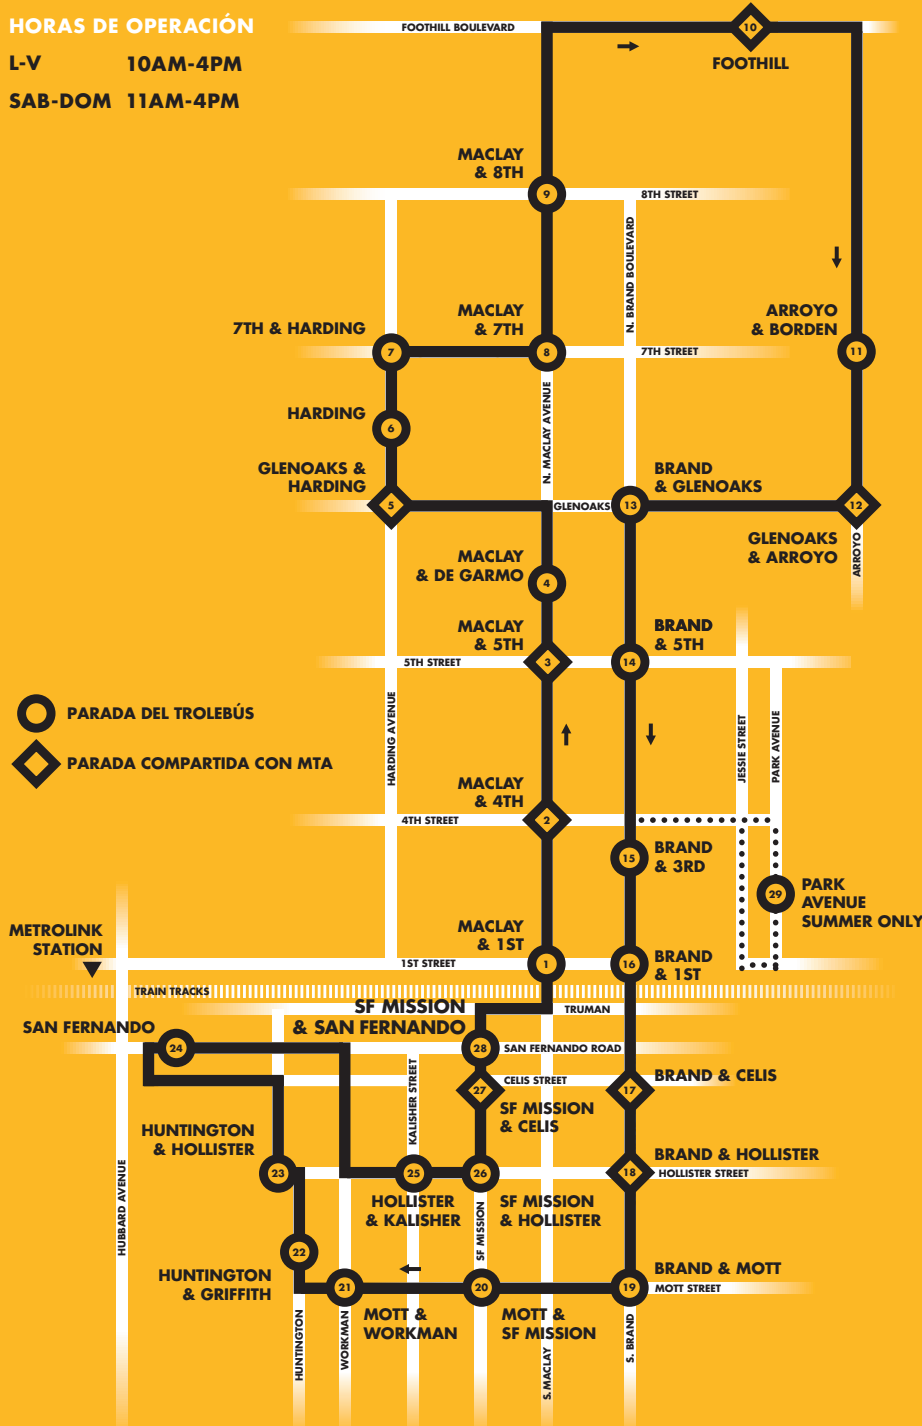 HORAS DE OPERACIÓN
L-V 10AM-4PM
SAB-DOM 11AM-4PM
FOOTHILL BOULEVARD
10
FOOTHILL
MACLAY
& 8TH
9
8TH STREET
N. BRAND BOULEVARD
7TH & HARDING
MACLAY
& 7TH
ARROYO
& BORDEN
7
8
7TH STREET
11
HARDING
6
N. MACLAY AVENUE
GLENOAKS &
HARDING
BRAND
& GLENOAKS
5
GLENOAKS
13
12
GLENOAKS
& ARROYO
ARROYO
MACLAY
& DE GARMO
4
MACLAY
& 5TH
BRAND
& 5TH
5TH STREET
3
14
PARADA DEL TROLEBÚS
PARADA COMPARTIDA CON MTA
HARDING AVENUE
JESSIE STREET
PARK AVENUE
MACLAY
& 4TH
4TH STREET
2
15
BRAND
& 3RD
29
PARK
AVENUE
SUMMER ONLY
METROLINK
STATION
MACLAY
& 1ST
1ST STREET
1
16
BRAND
& 1ST
TRAIN TRACKS
SF MISSION
& SAN FERNANDO
TRUMAN
SAN FERNANDO
24
28
SAN FERNANDO ROAD
KALISHER STREET
CELIS STREET
27
SF MISSION
& CELIS
17
BRAND & CELIS
HUNTINGTON
& HOLLISTER
23
25
26
18
BRAND & HOLLISTER
HOLLISTER STREET
HOLLISTER
& KALISHER
SF MISSION
& HOLLISTER
HUBBARD AVENUE
SF MISSION
22
HUNTINGTON
& GRIFFITH
21
20
19
BRAND & MOTT
MOTT STREET
MOTT &
WORKMAN
MOTT &
SF MISSION
HUNTINGTON
WORKMAN
S.MACLAY
S. BRAND